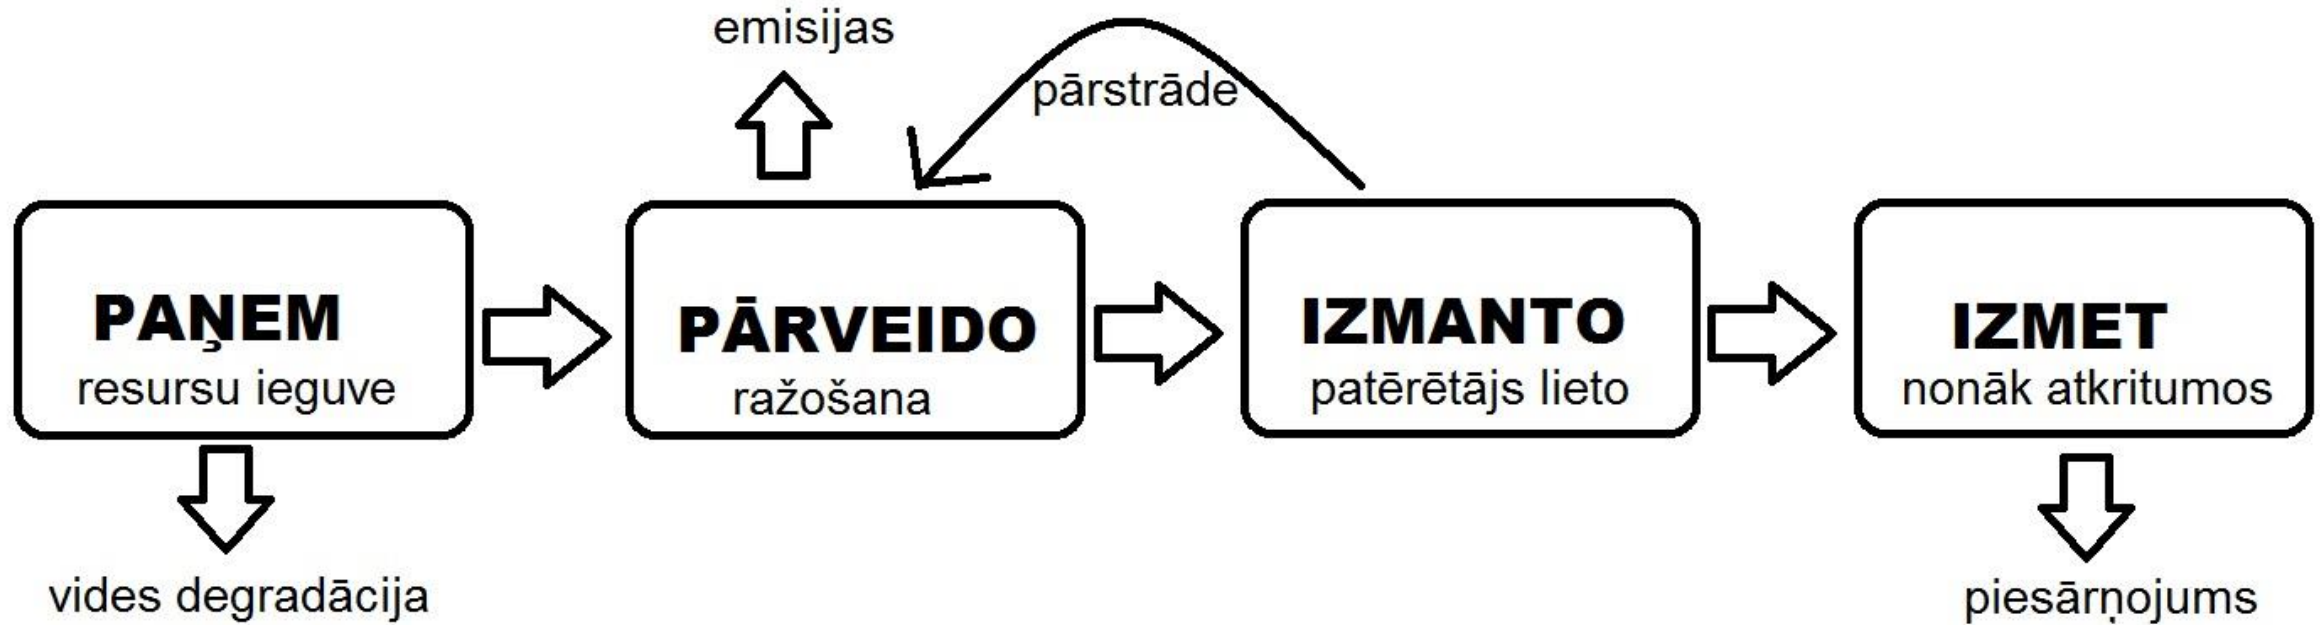 emisijas
pārstrāde
PAŅEM
resursu ieguve
PĀRVEIDO
ražošana
IZMANTO
patērētājs lieto
IZMET
nonāk atkritumos
vides degradācija
piesārņojums